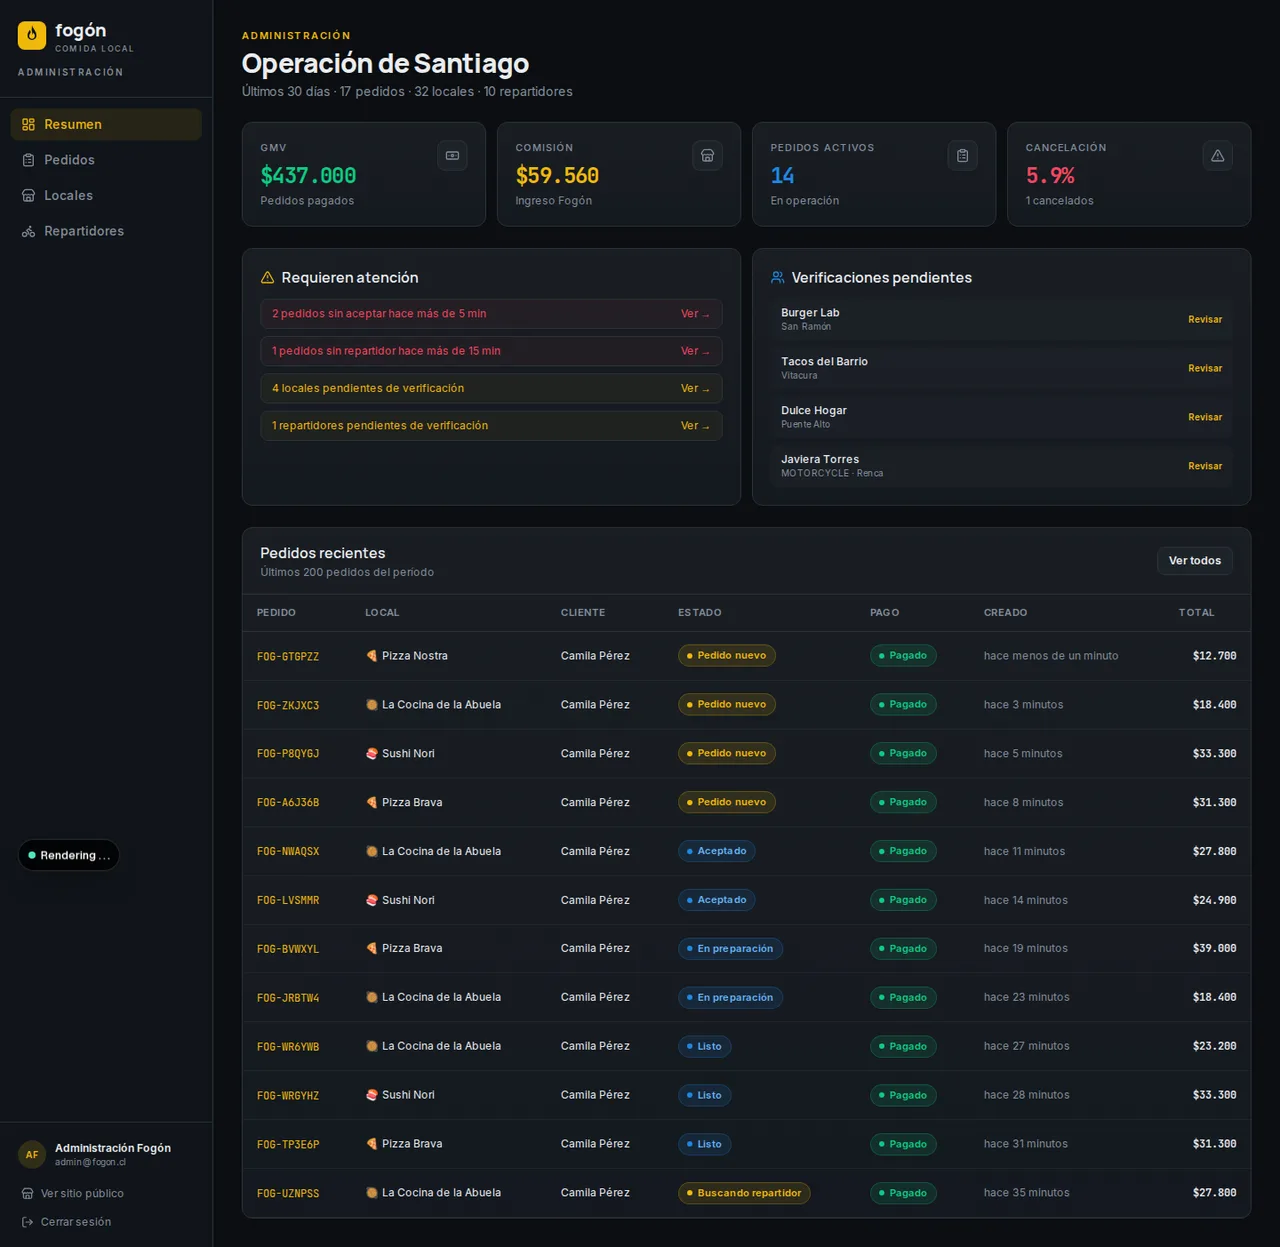 fogón
COMIDA LOCAL
ADMINISTRACIÓN
Resumen
Pedidos
Locales
Repartidores
Rendering ...
AF
Administración Fogón
admin@fogon.cl
Ver sitio público
Cerrar sesión
ADMINISTRACIÓN
Operación de Santiago
Últimos 30 días · 17 pedidos · 32 locales · 10 repartidores
GMV
$437.000
Pedidos pagados
COMISIÓN
$59.560
Ingreso Fogón
PEDIDOS ACTIVOS
14
En operación
CANCELACIÓN
5.9%
1 cancelados
Requieren atención
2 pedidos sin aceptar hace más de 5 min Ver →
1 pedidos sin repartidor hace más de 15 min Ver →
4 locales pendientes de verificación Ver →
1 repartidores pendientes de verificación Ver →
Verificaciones pendientes
Burger Lab
San Ramón
Revisar
Tacos del Barrio
Vitacura
Revisar
Dulce Hogar
Puente Alto
Revisar
Javiera Torres
MOTORCYCLE · Renca
Revisar
Pedidos recientes
Últimos 200 pedidos del período
Ver todos
PEDIDO LOCAL CLIENTE ESTADO PAGO CREADO TOTAL
FOG-GTGPZZ Pizza Nostra Camila Pérez Pedido nuevo Pagado hace menos de un minuto $12.700
FOG-ZKJXC3 La Cocina de la Abuela Camila Pérez Pedido nuevo Pagado hace 3 minutos $18.400
FOG-P8QYGJ Sushi Nori Camila Pérez Pedido nuevo Pagado hace 5 minutos $33.300
FOG-A6J36B Pizza Brava Camila Pérez Pedido nuevo Pagado hace 8 minutos $31.300
FOG-NWAQSX La Cocina de la Abuela Camila Pérez Aceptado Pagado hace 11 minutos $27.800
FOG-LVSMMR Sushi Nori Camila Pérez Aceptado Pagado hace 14 minutos $24.900
FOG-BVWXYL Pizza Brava Camila Pérez En preparación Pagado hace 19 minutos $39.000
FOG-JRBTW4 La Cocina de la Abuela Camila Pérez En preparación Pagado hace 23 minutos $18.400
FOG-WR6YWB La Cocina de la Abuela Camila Pérez Listo Pagado hace 27 minutos $23.200
FOG-WRGYHZ Sushi Nori Camila Pérez Listo Pagado hace 28 minutos $33.300
FOG-TP3E6P Pizza Brava Camila Pérez Listo Pagado hace 31 minutos $31.300
FOG-UZNPSS La Cocina de la Abuela Camila Pérez Buscando repartidor Pagado hace 35 minutos $27.800